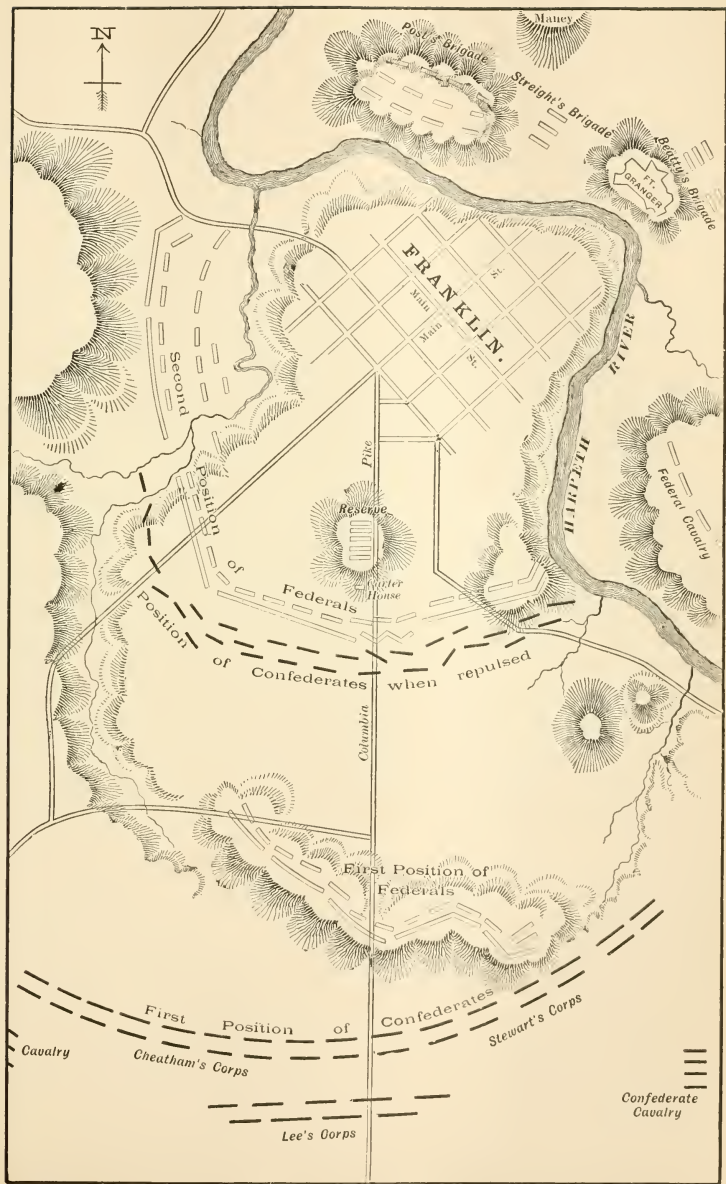 N
Maney
Post's Brigade
Streight's Brigade
Beatty's Brigade
FT.
GRANGER
FRANKLIN.
St.
Main
Main
St.
HARPETH RIVER
Federal Cavalry
Second Position of Federals
Pike
Reserve
Carter
House
Position of Confederates when repulsed
Columbia
First Position of
Federals
First Position of Confederates
Cavalry
Cheatham's Corps
Stewart's Corps
Lee's Corps
Confederate
Cavalry